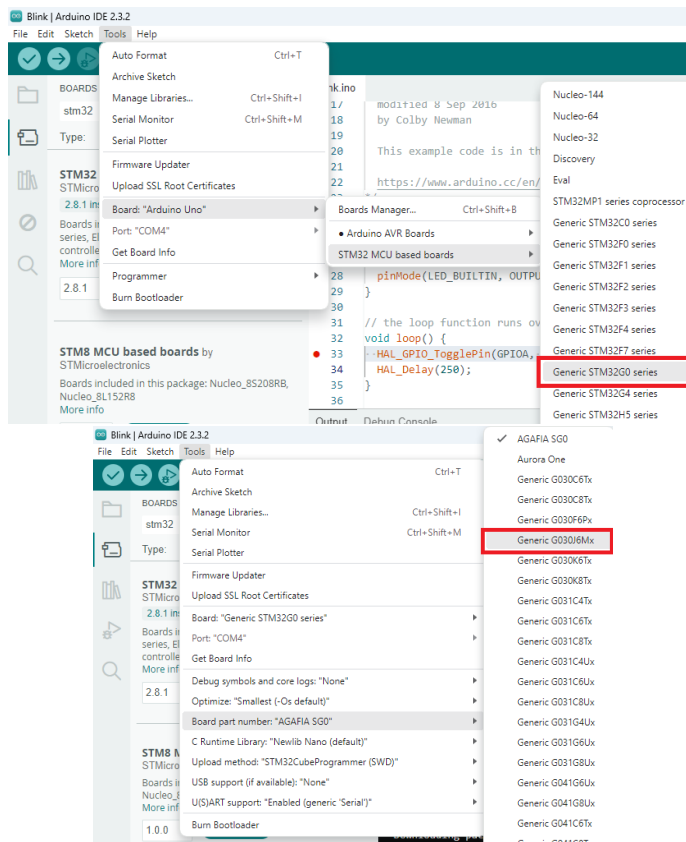 Blink | Arduino IDE 2.3.2
File Edit Sketch Tools Help
BOARDS
stm32
Type:
STM32
STMicro
2.8.1 ins
Boards i
series, El
controlle
More inf
2.8.1
STM8 MCU based boards by
STMicroelectronics
Boards included in this package: Nucleo_8S208RB,
Nucleo_8L152R8
More info
Auto Format Ctrl+T
Archive Sketch
Manage Libraries... Ctrl+Shift+I
Serial Monitor Ctrl+Shift+M
Serial Plotter
Firmware Updater
Upload SSL Root Certificates
Board: "Arduino Uno"
Port: "COM4"
Get Board Info
Programmer
Burn Bootloader
nk.ino
17 modified 8 Sep 2016
18 by Colby Newman
19
20 This example code is in th
21
22 https://www.arduino.cc/en/
Boards Manager... Ctrl+Shift+B
● Arduino AVR Boards
STM32 MCU based boards
28 pinMode(LED_BUILTIN, OUTPU
29 }
30
31 // the loop function runs ov
32 void loop() {
33 HAL_GPIO_TogglePin(GPIOA,
34 HAL_Delay(250);
35 }
36
Output Debug Console
Nucleo-144
Nucleo-64
Nucleo-32
Discovery
Eval
STM32MP1 series coprocessor
Generic STM32C0 series
Generic STM32F0 series
Generic STM32F1 series
Generic STM32F2 series
Generic STM32F3 series
Generic STM32F4 series
Generic STM32F7 series
Generic STM32G0 series
Generic STM32G4 series
Generic STM32H5 series
Blink | Arduino IDE 2.3.2
File Edit Sketch Tools Help
BOARDS
stm32
Type:
STM32
STMicro
2.8.1 ins
Boards i
series, El
controlle
More inf
2.8.1
STM8 M
STMicro
Boards i
Nucleo_8
More inf
1.0.0
Auto Format Ctrl+T
Archive Sketch
Manage Libraries... Ctrl+Shift+I
Serial Monitor Ctrl+Shift+M
Serial Plotter
Firmware Updater
Upload SSL Root Certificates
Board: "Generic STM32G0 series"
Port: "COM4"
Get Board Info
Debug symbols and core logs: "None"
Optimize: "Smallest (-Os default)"
Board part number: "AGAFIA SG0"
C Runtime Library: "Newlib Nano (default)"
Upload method: "STM32CubeProgrammer (SWD)"
USB support (if available): "None"
U(S)ART support: "Enabled (generic 'Serial')"
Burn Bootloader
✓ AGAFIA SG0
Aurora One
Generic G030C6Tx
Generic G030C8Tx
Generic G030F6Px
Generic G030J6Mx
Generic G030K6Tx
Generic G030K8Tx
Generic G031C4Tx
Generic G031C6Tx
Generic G031C8Tx
Generic G031C4Ux
Generic G031C6Ux
Generic G031C8Ux
Generic G031G4Ux
Generic G031G6Ux
Generic G031G8Ux
Generic G041G6Ux
Generic G041G8Ux
Generic G041C6Tx